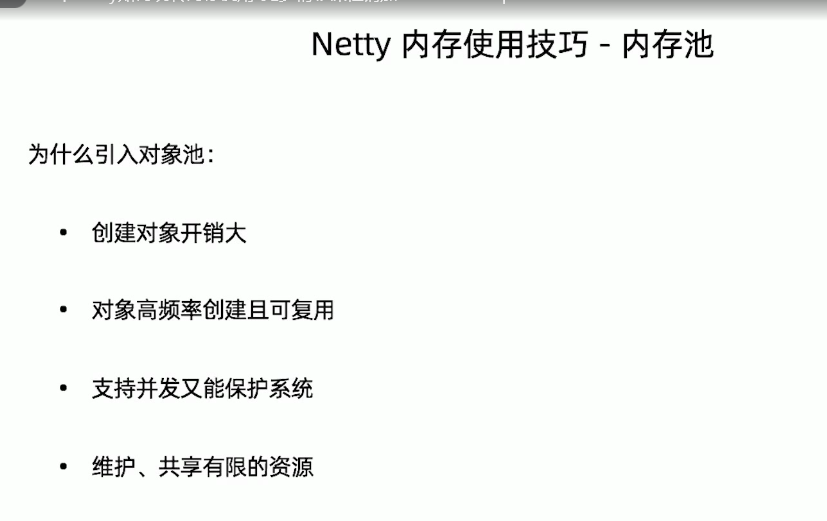 Netty 内存使用技巧 - 内存池
为什么引入对象池：
• 创建对象开销大
• 对象高频率创建且可复用
• 支持并发又能保护系统
• 维护、共享有限的资源